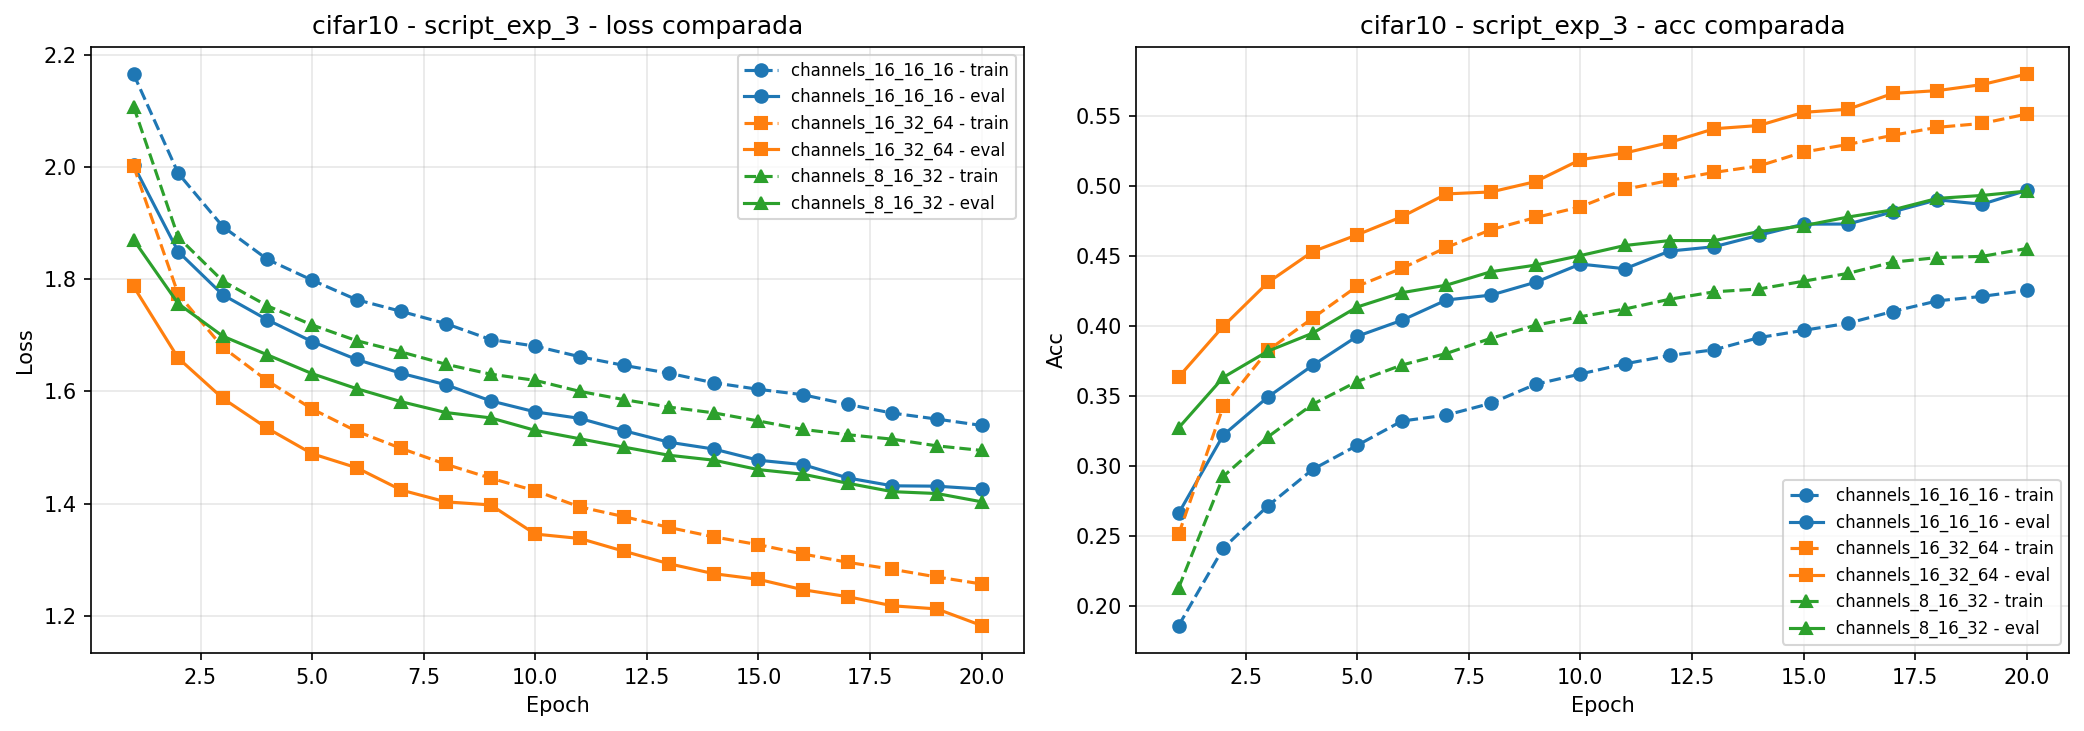 cifar10 - script_exp_3 - loss comparada
2.2
2.0
1.8
1.6
1.4
1.2
Loss
2.5
5.0
7.5
10.0
12.5
15.0
17.5
20.0
Epoch
channels_16_16_16 - train
channels_16_16_16 - eval
channels_16_32_64 - train
channels_16_32_64 - eval
channels_8_16_32 - train
channels_8_16_32 - eval
cifar10 - script_exp_3 - acc comparada
0.55
0.50
0.45
0.40
0.35
0.30
0.25
0.20
Acc
2.5
5.0
7.5
10.0
12.5
15.0
17.5
20.0
Epoch
channels_16_16_16 - train
channels_16_16_16 - eval
channels_16_32_64 - train
channels_16_32_64 - eval
channels_8_16_32 - train
channels_8_16_32 - eval